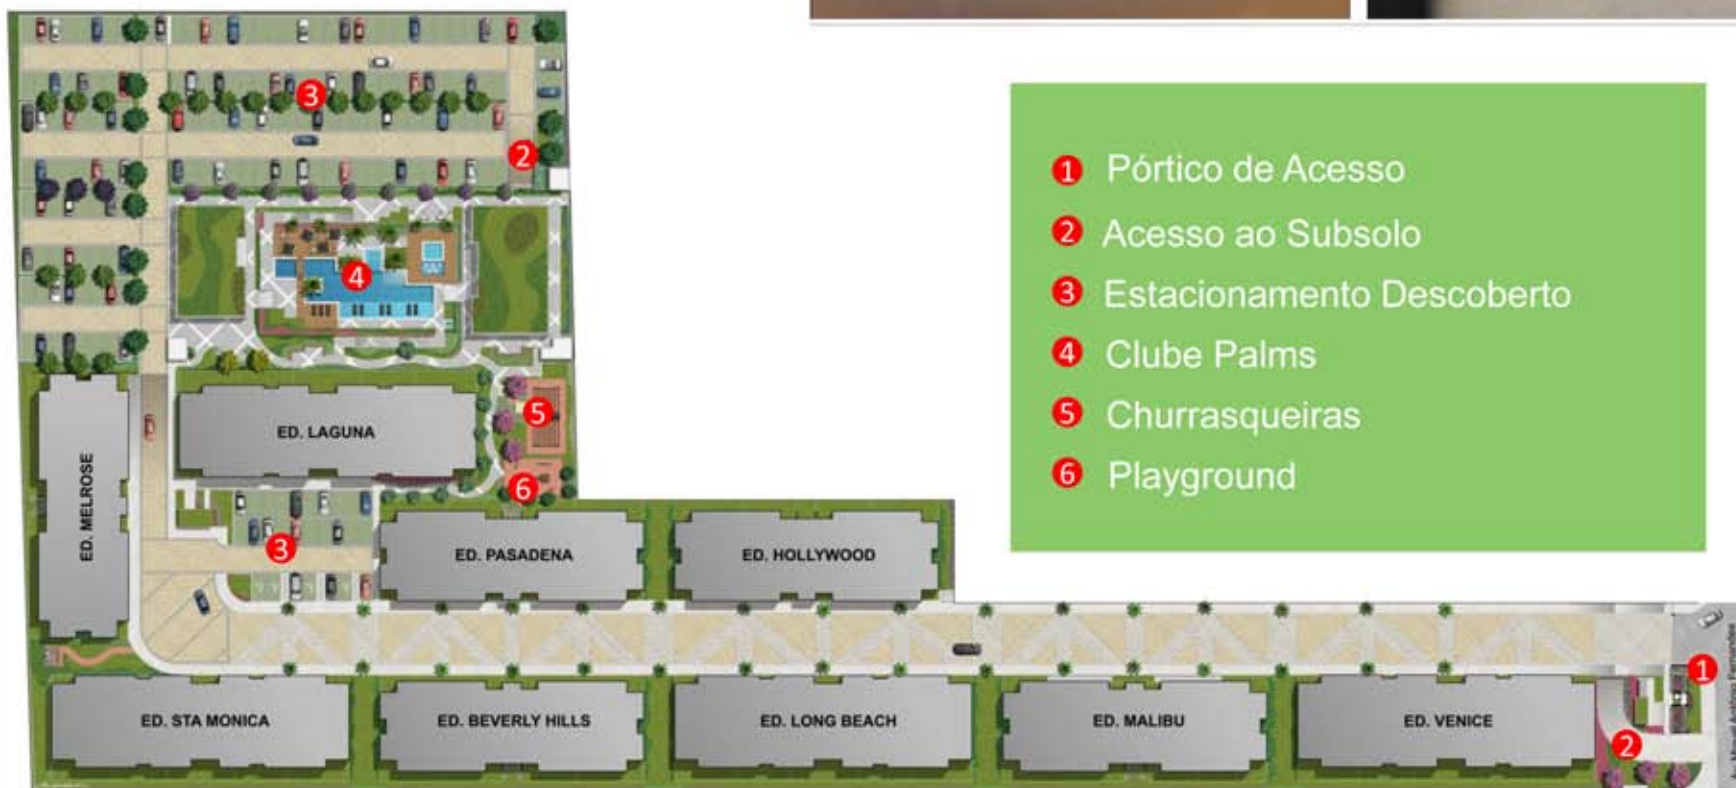 3
2
1 Pórtico de Acesso
2 Acesso ao Subsolo
3 Estacionamento Descoberto
4 Clube Palms
5 Churrasqueiras
6 Playground
4
5
ED. LAGUNA
ED. MELROSE
6
3
ED. PASADENA
ED. HOLLYWOOD
1
ED. STA MONICA
ED. BEVERLY HILLS
ED. LONG BEACH
ED. MALIBU
ED. VENICE
2